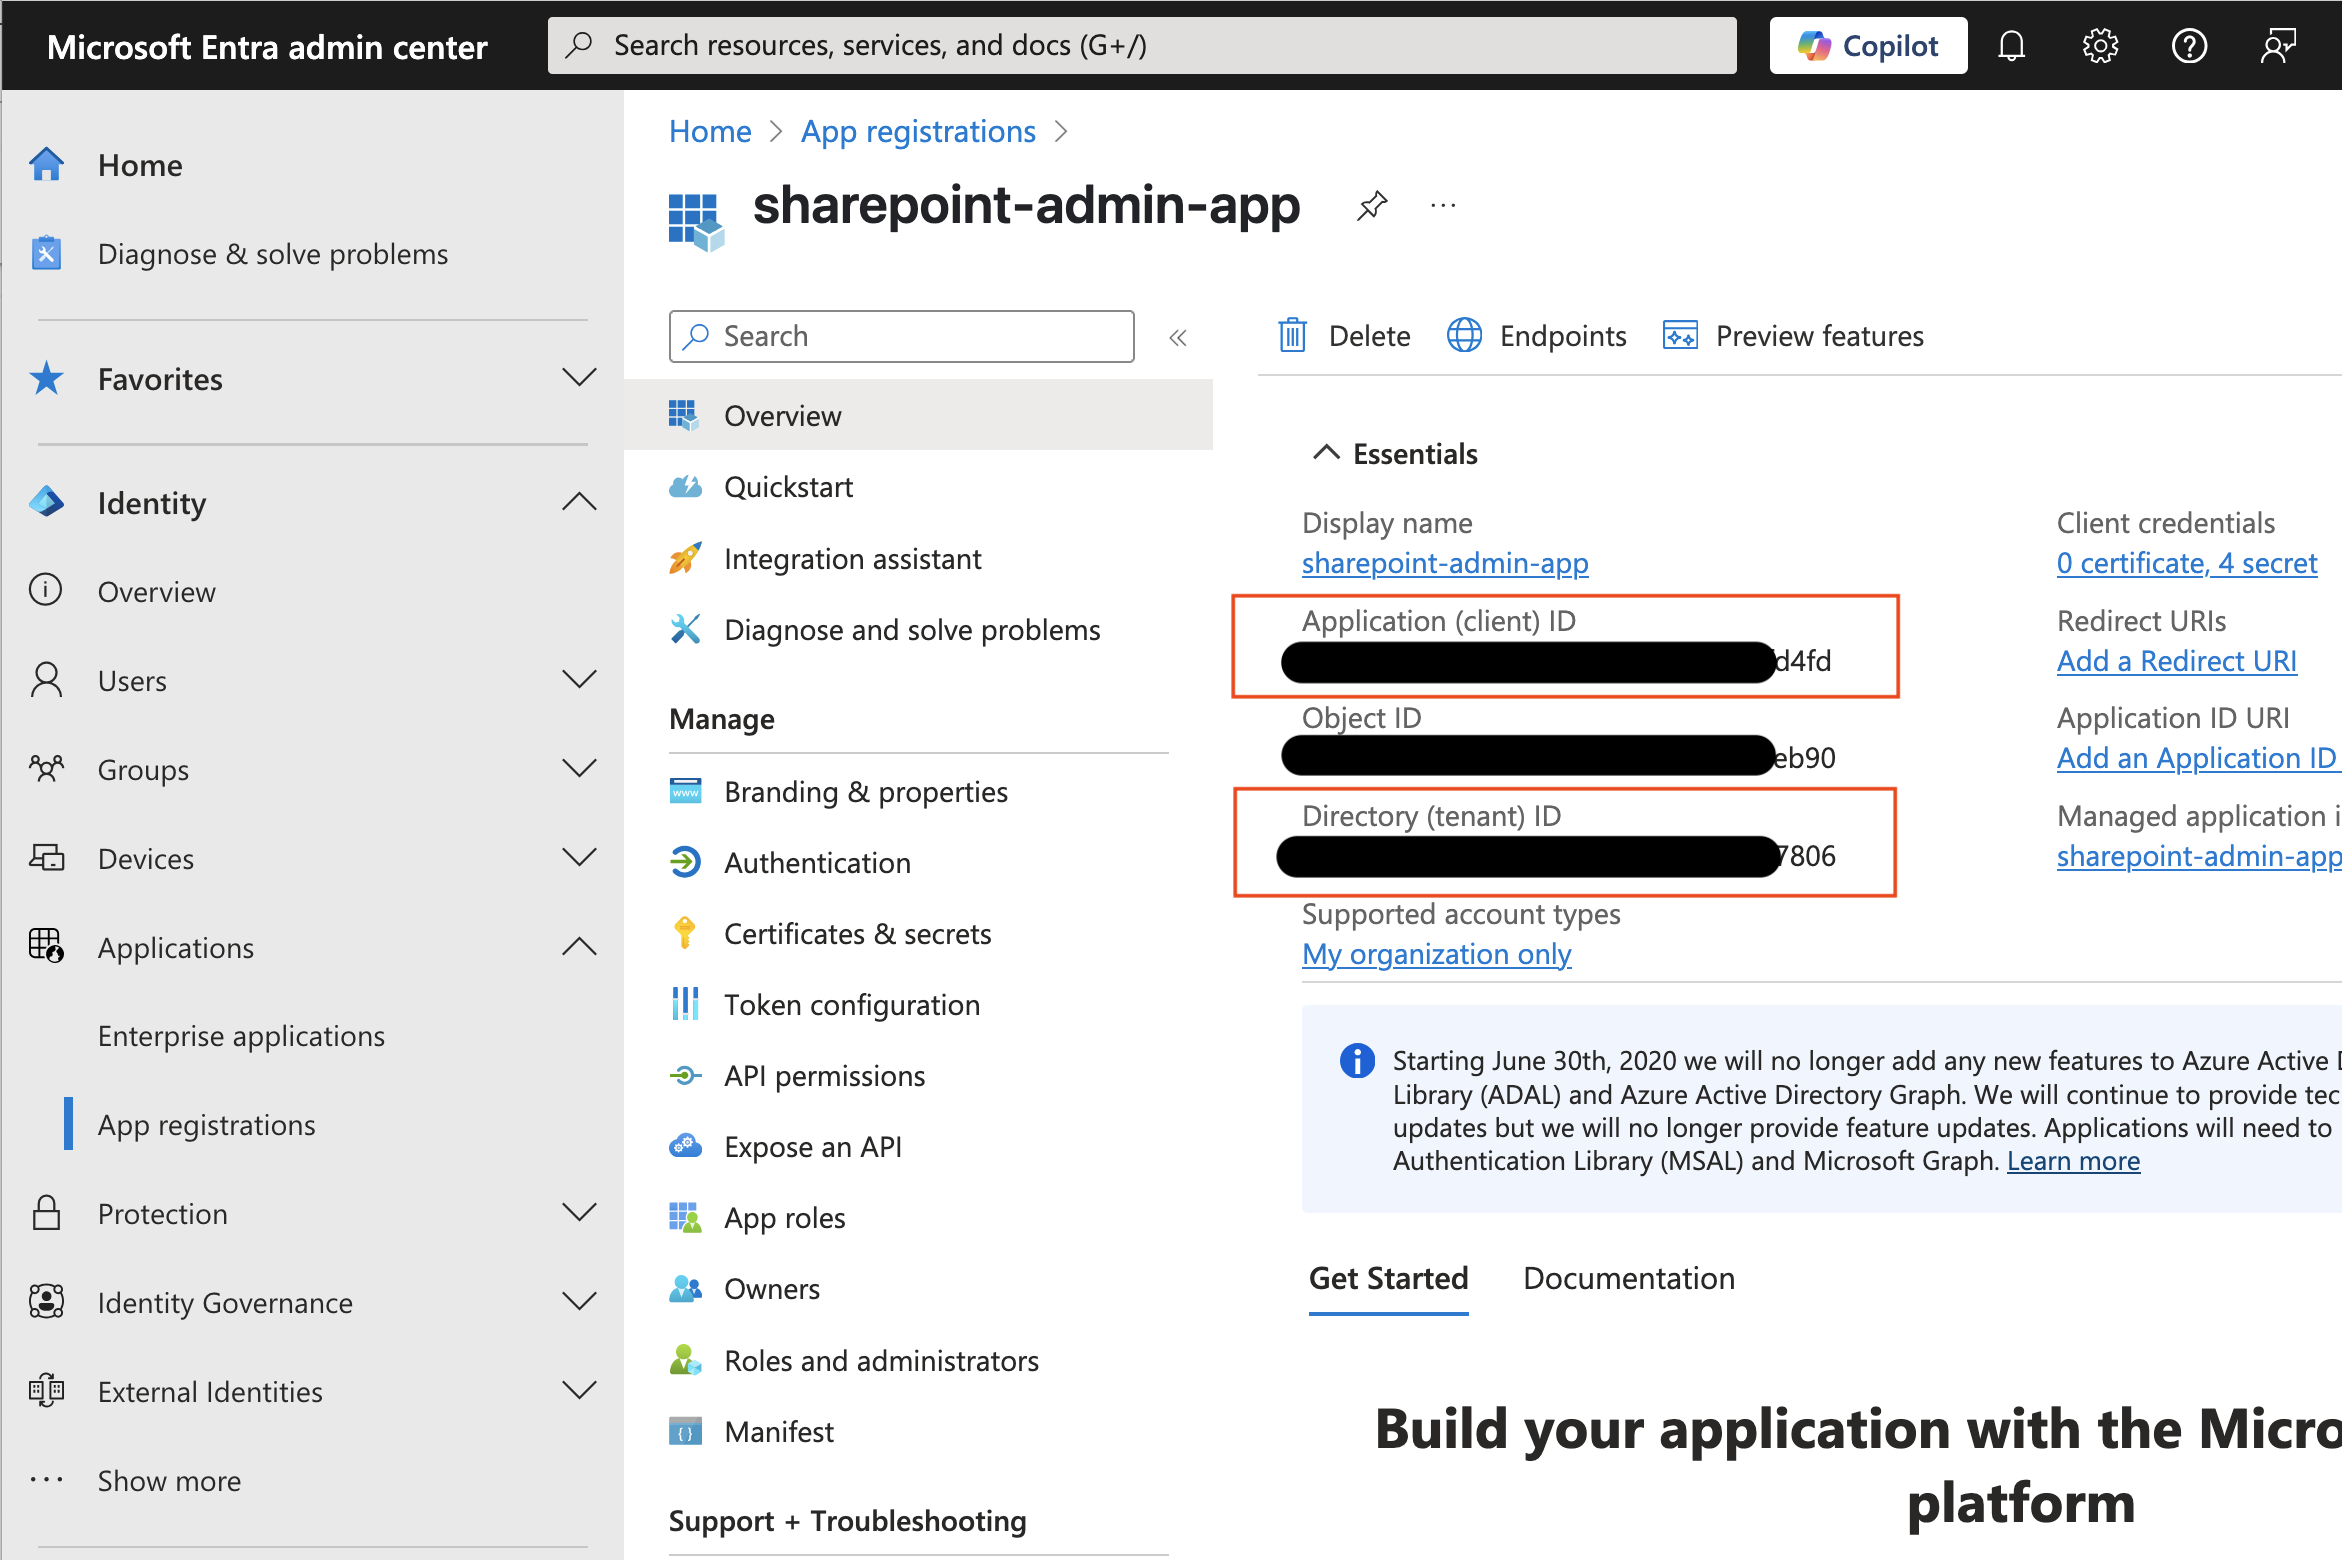 Microsoft Entra admin center
Search resources, services, and docs (G+/)
Copilot
Home
Diagnose & solve problems
Favorites
Identity
Overview
Users
Groups
Devices
Applications
Enterprise applications
App registrations
Protection
Identity Governance
External Identities
Show more
Home > App registrations >
sharepoint-admin-app
Search
Overview
Quickstart
Integration assistant
Diagnose and solve problems
Manage
Branding & properties
Authentication
Certificates & secrets
Token configuration
API permissions
Expose an API
App roles
Owners
Roles and administrators
Manifest
Support + Troubleshooting
Delete
Endpoints
Preview features
Essentials
Display name
sharepoint-admin-app
Application (client) ID
d4fd
Object ID
eb90
Directory (tenant) ID
7806
Supported account types
My organization only
Client credentials
0 certificate, 4 secret
Redirect URIs
Add a Redirect URI
Application ID URI
Add an Application ID
Managed application i
sharepoint-admin-app
Starting June 30th, 2020 we will no longer add any new features to Azure Active D
Library (ADAL) and Azure Active Directory Graph. We will continue to provide tec
updates but we will no longer provide feature updates. Applications will need to
Authentication Library (MSAL) and Microsoft Graph. Learn more
Get Started
Documentation
Build your application with the Micro
platform